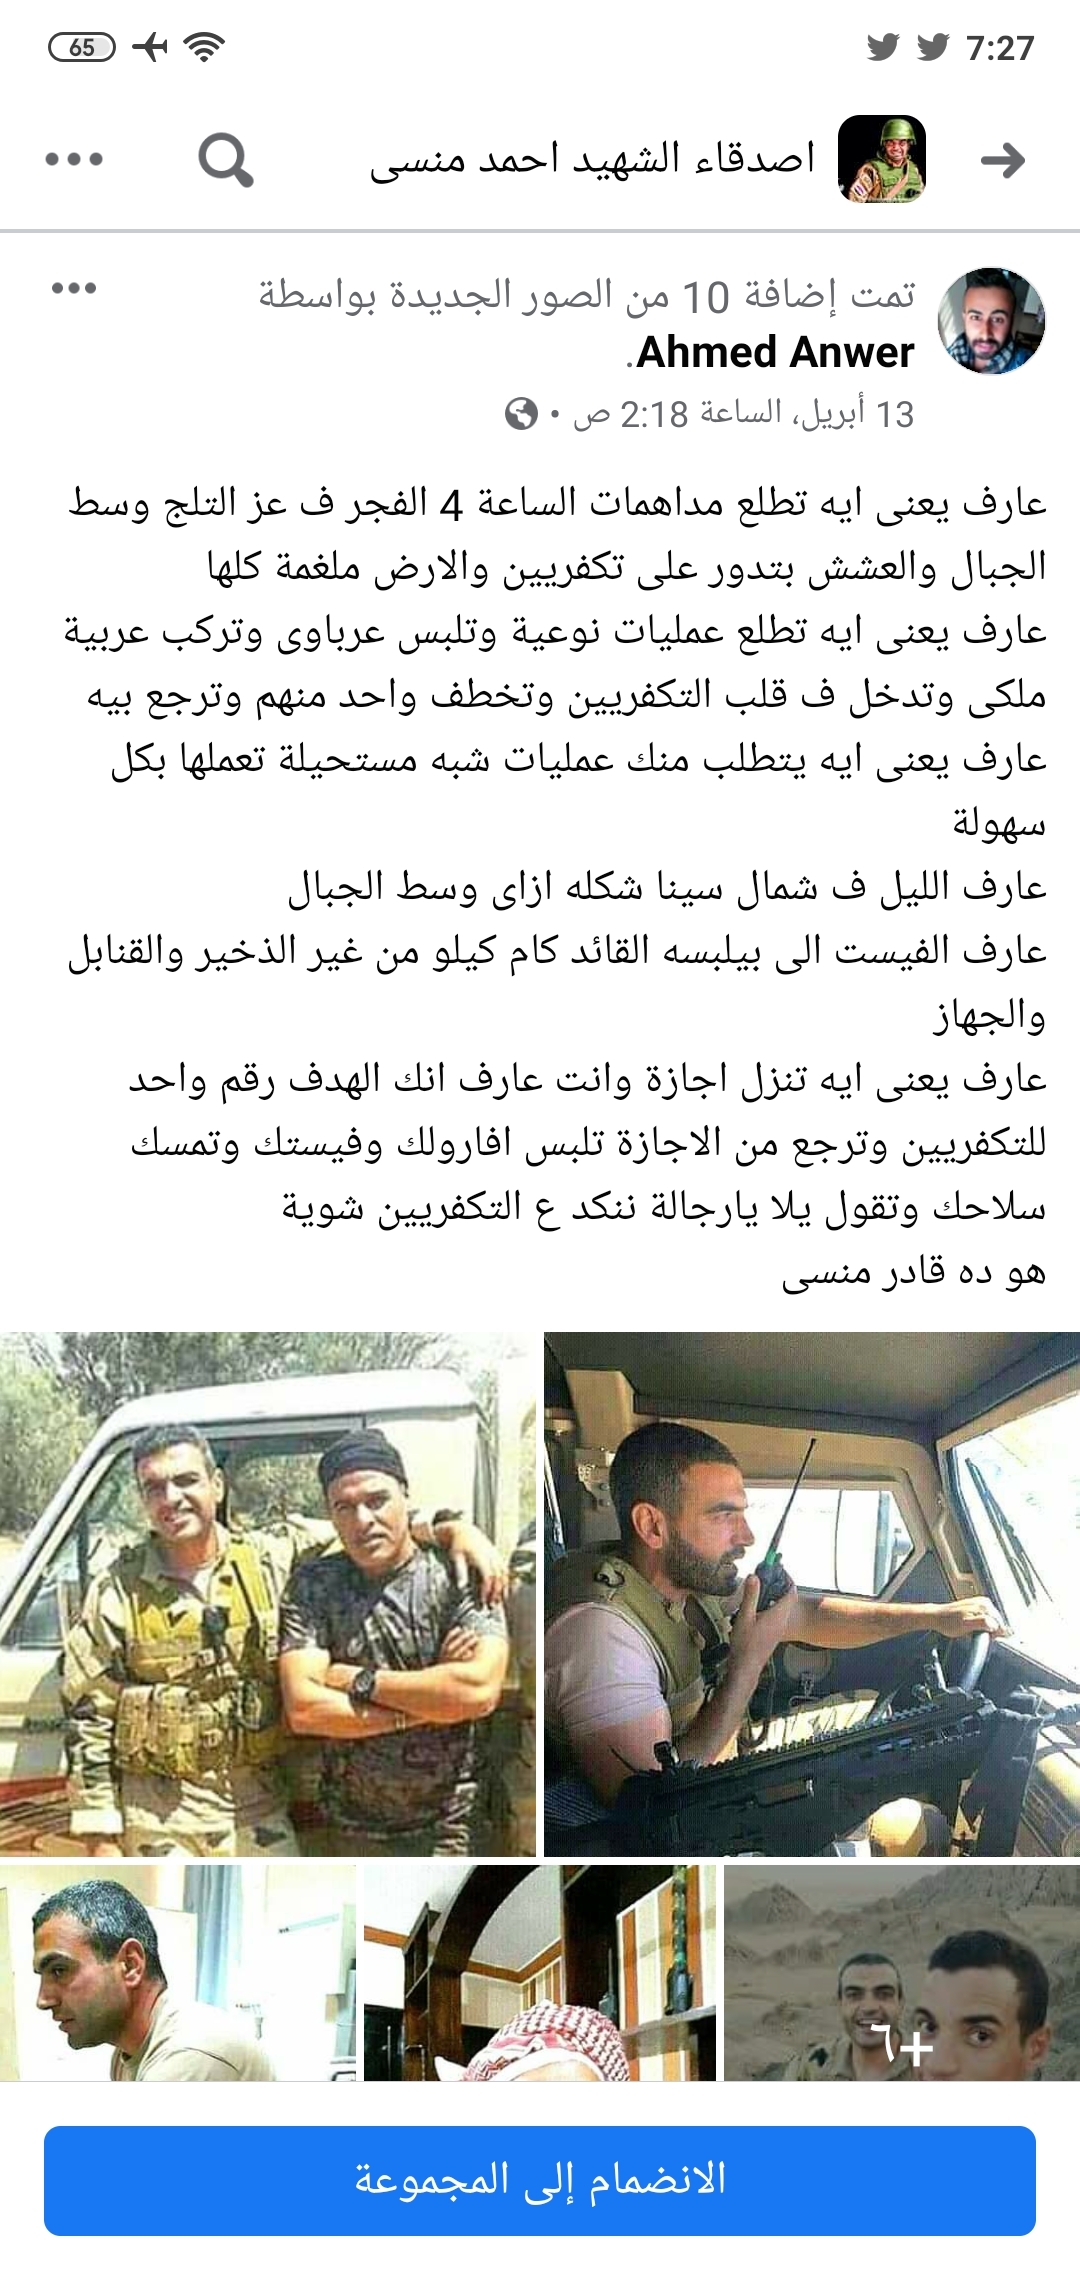 65
7:27
اصدقاء الشهيد احمد منسى
تمت إضافة 10 من الصور الجديدة بواسطة
Ahmed Anwer.
13 أبريل، الساعة 2:18 ص •
عارف يعنى ايه تطلع مداهمات الساعة 4 الفجر ف عز التلج وسط
الجبال والعشش بتدور على تكفريين والارض ملغمة كلها
عارف يعنى ايه تطلع عمليات نوعية وتلبس عرباوى وتركب عربية
ملكى وتدخل ف قلب التكفريين وتخطف واحد منهم وترجع بيه
عارف يعنى ايه يتطلب منك عمليات شبه مستحيلة تعملها بكل
سهولة
عارف الليل ف شمال سينا شكله ازاى وسط الجبال
عارف الفيست الى بيلبسه القائد كام كيلو من غير الذخير والقنابل
والجهاز
عارف يعنى ايه تنزل اجازة وانت عارف انك الهدف رقم واحد
للتكفريين وترجع من الاجازة تلبس افارولك وفيستك وتمسك
سلاحك وتقول يلا يارجالة ننكد ع التكفريين شوية
هو ده قادر منسى
+٦
الانضمام إلى المجموعة